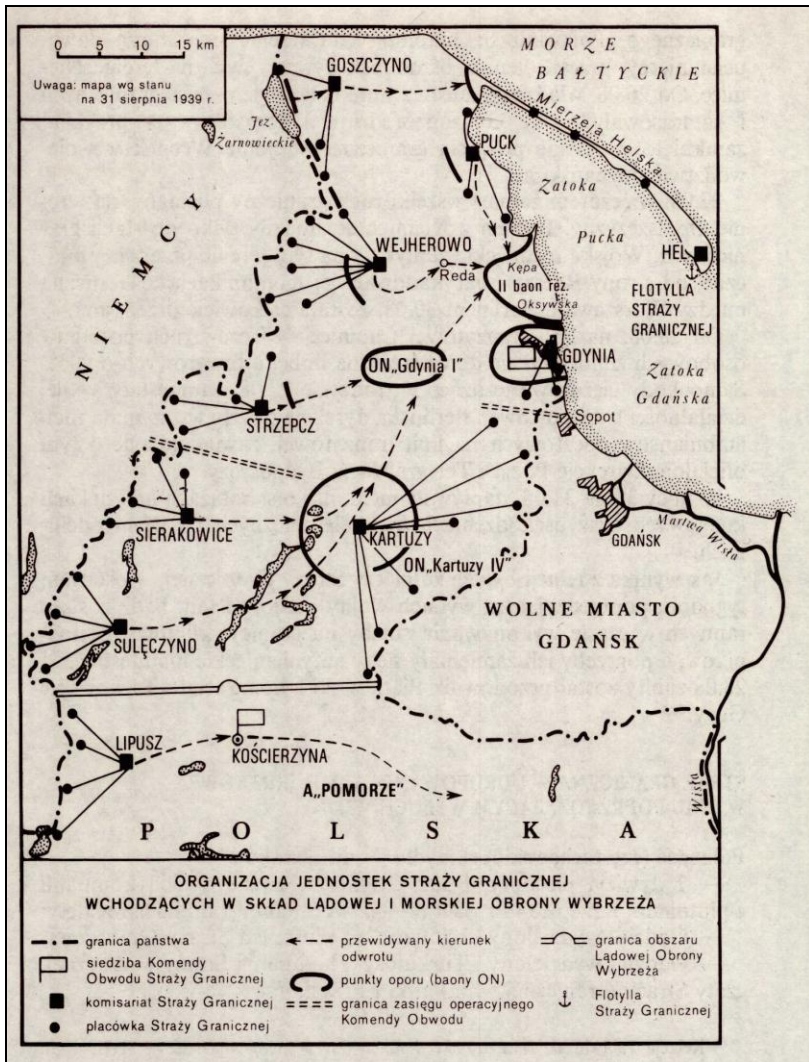 0 5 10 15 km
Uwaga: mapa wg stanu
na 31 sierpnia 1939 r.
MORZE
BAŁTYCKIE
GOSZCZYNO
Jez.
Żarnowieckie
Mierzeja Helska
PUCK
Zatoka
Pucka
NIEMCY
WEJHEROWO
Reda
Kępa
II baon rez.
Oksywska
HEL
FLOTYLLA
STRAŻY
GRANICZNEJ
GDYNIA
ON„Gdynia I"
Zatoka
Gdańska
STRZEPCZ
Sopot
SIERAKOWICE
KARTUZY
GDAŃSK
Martwa Wisła
ON„Kartuzy IV"
WOLNE MIASTO
GDAŃSK
SULĘCZYNO
LIPUSZ
KOŚCIERZYNA
A„POMORZE"
Wisła
POLSKA
ORGANIZACJA JEDNOSTEK STRAŻY GRANICZNEJ
WCHODZĄCYCH W SKŁAD LĄDOWEJ I MORSKIEJ OBRONY WYBRZEŻA
granica państwa
siedziba Komendy
Obwodu Straży Granicznej
komisariat Straży Granicznej
placówka Straży Granicznej
przewidywany kierunek
odwrotu
punkty oporu (baony ON)
granica zasięgu operacyjnego
Komendy Obwodu
granica obszaru
Lądowej Obrony
Wybrzeża
Flotylla
Straży Granicznej